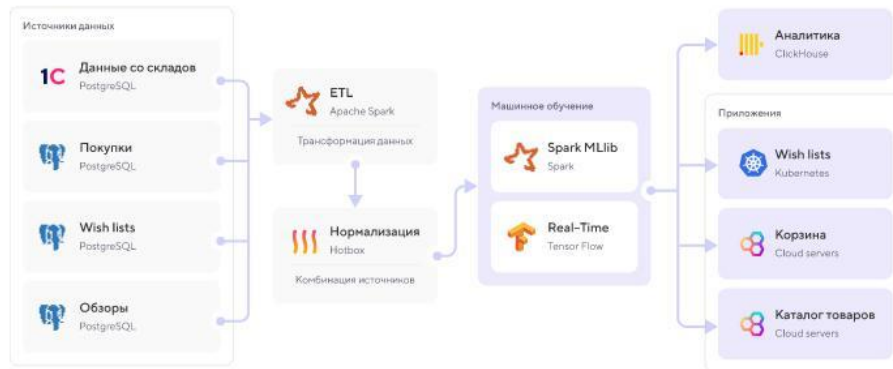 Источники данных
1C
Данные со складов
PostgreSQL
Покупки
PostgreSQL
Wish lists
PostgreSQL
Обзоры
PostgreSQL
ETL
Apache Spark
Трансформация данных
Нормализация
Hotbox
Комбинация источников
Машинное обучение
Spark MLlib
Spark
Real-Time
Tensor Flow
Аналитика
ClickHouse
Приложения
Wish lists
Kubernetes
Корзина
Cloud servers
Каталог товаров
Cloud servers